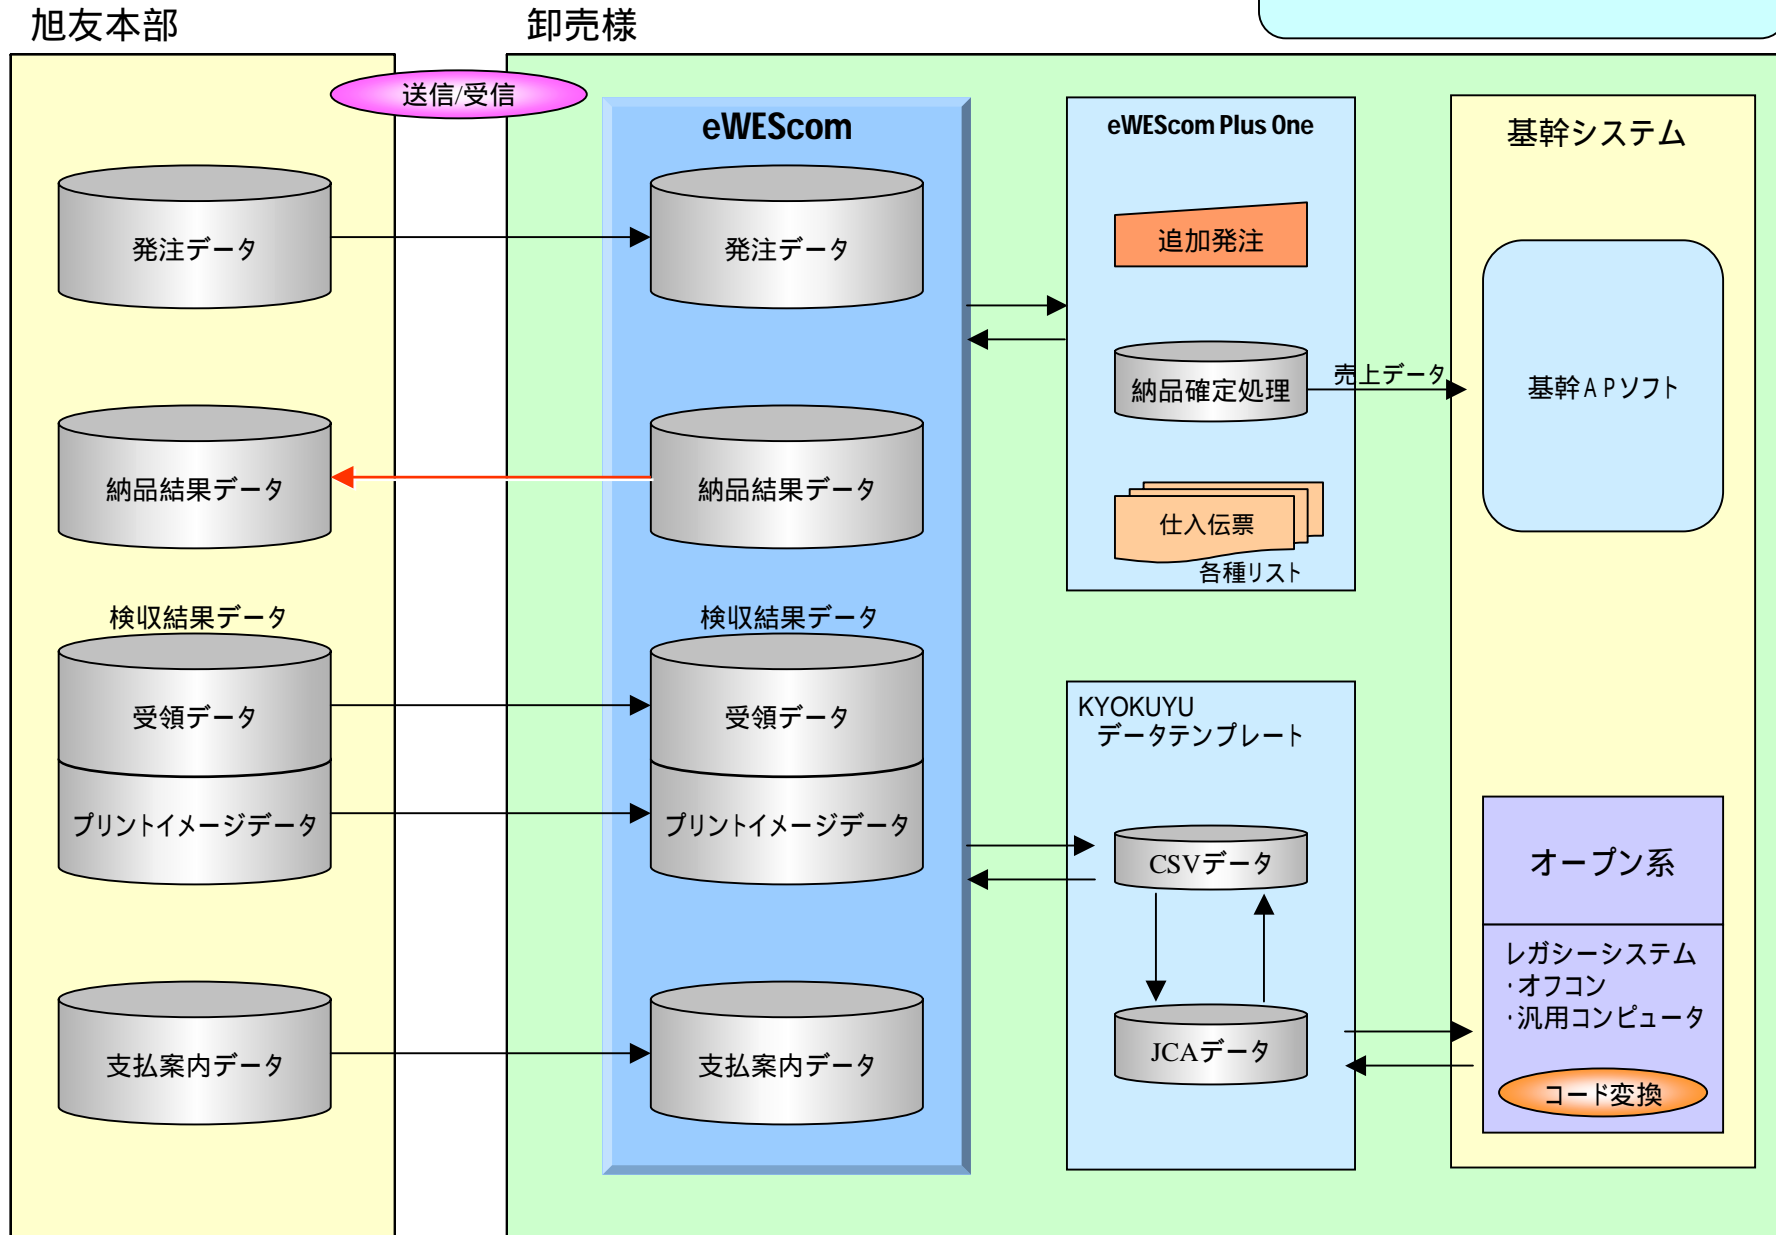 旭友本部
卸売様
送信/受信
発注データ
納品結果データ
検収結果データ
受領データ
プリントイメージデータ
支払案内データ
eWEScom
発注データ
納品結果データ
検収結果データ
受領データ
プリントイメージデータ
支払案内データ
eWEScom Plus One
追加発注
納品確定処理
売上データ
仕入伝票
各種リスト
KYOKUYU
データテンプレート
CSVデータ
JCAデータ
基幹システム
基幹APソフト
オープン系
レガシーシステム
・オフコン
・汎用コンピュータ
コード変換